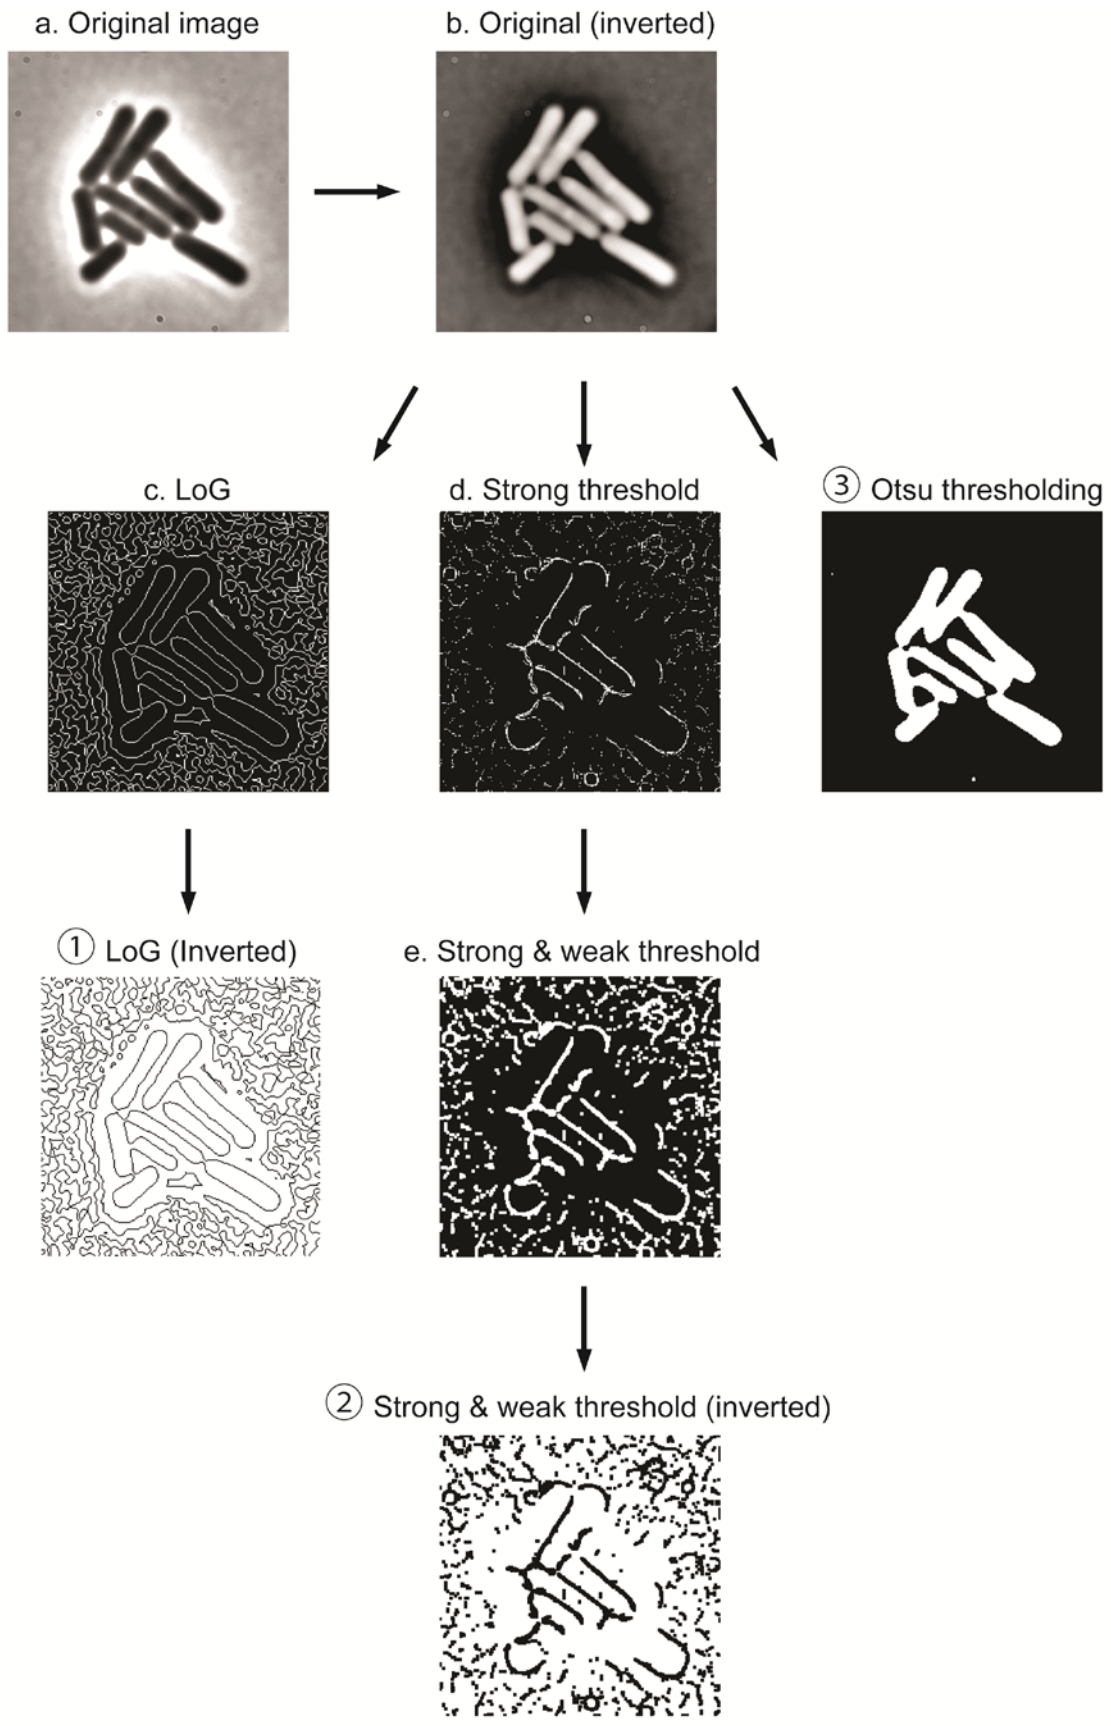 a. Original image
b. Original (inverted)
c. LoG
d. Strong threshold
③ Otsu thresholding
① LoG (Inverted)
e. Strong & weak threshold
② Strong & weak threshold (inverted)